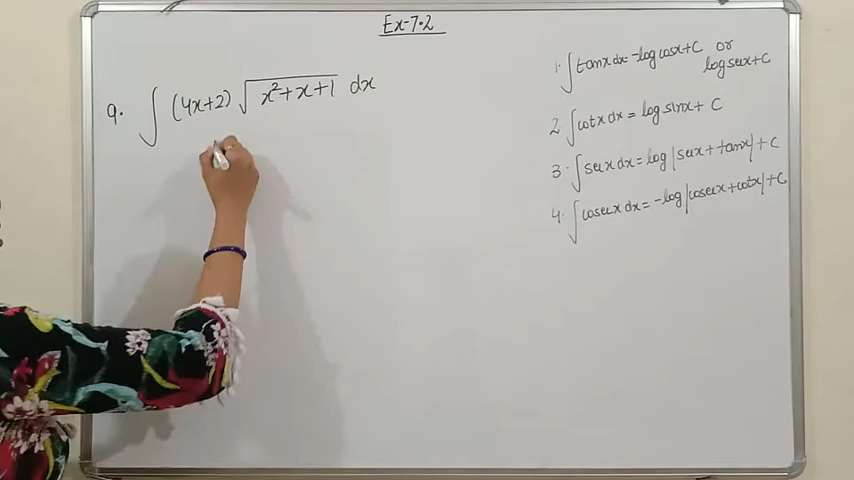 Ex-7.2
9. ∫ (4x+2) √(x²+x+1) dx
1. ∫tanx dx = -log cosx + C or
log secx + C
2 ∫cotx dx = log sinx + C
3. ∫secx dx = log |secx + tanx| + C
4. ∫cosecx dx = -log |cosecx + cotx| + C